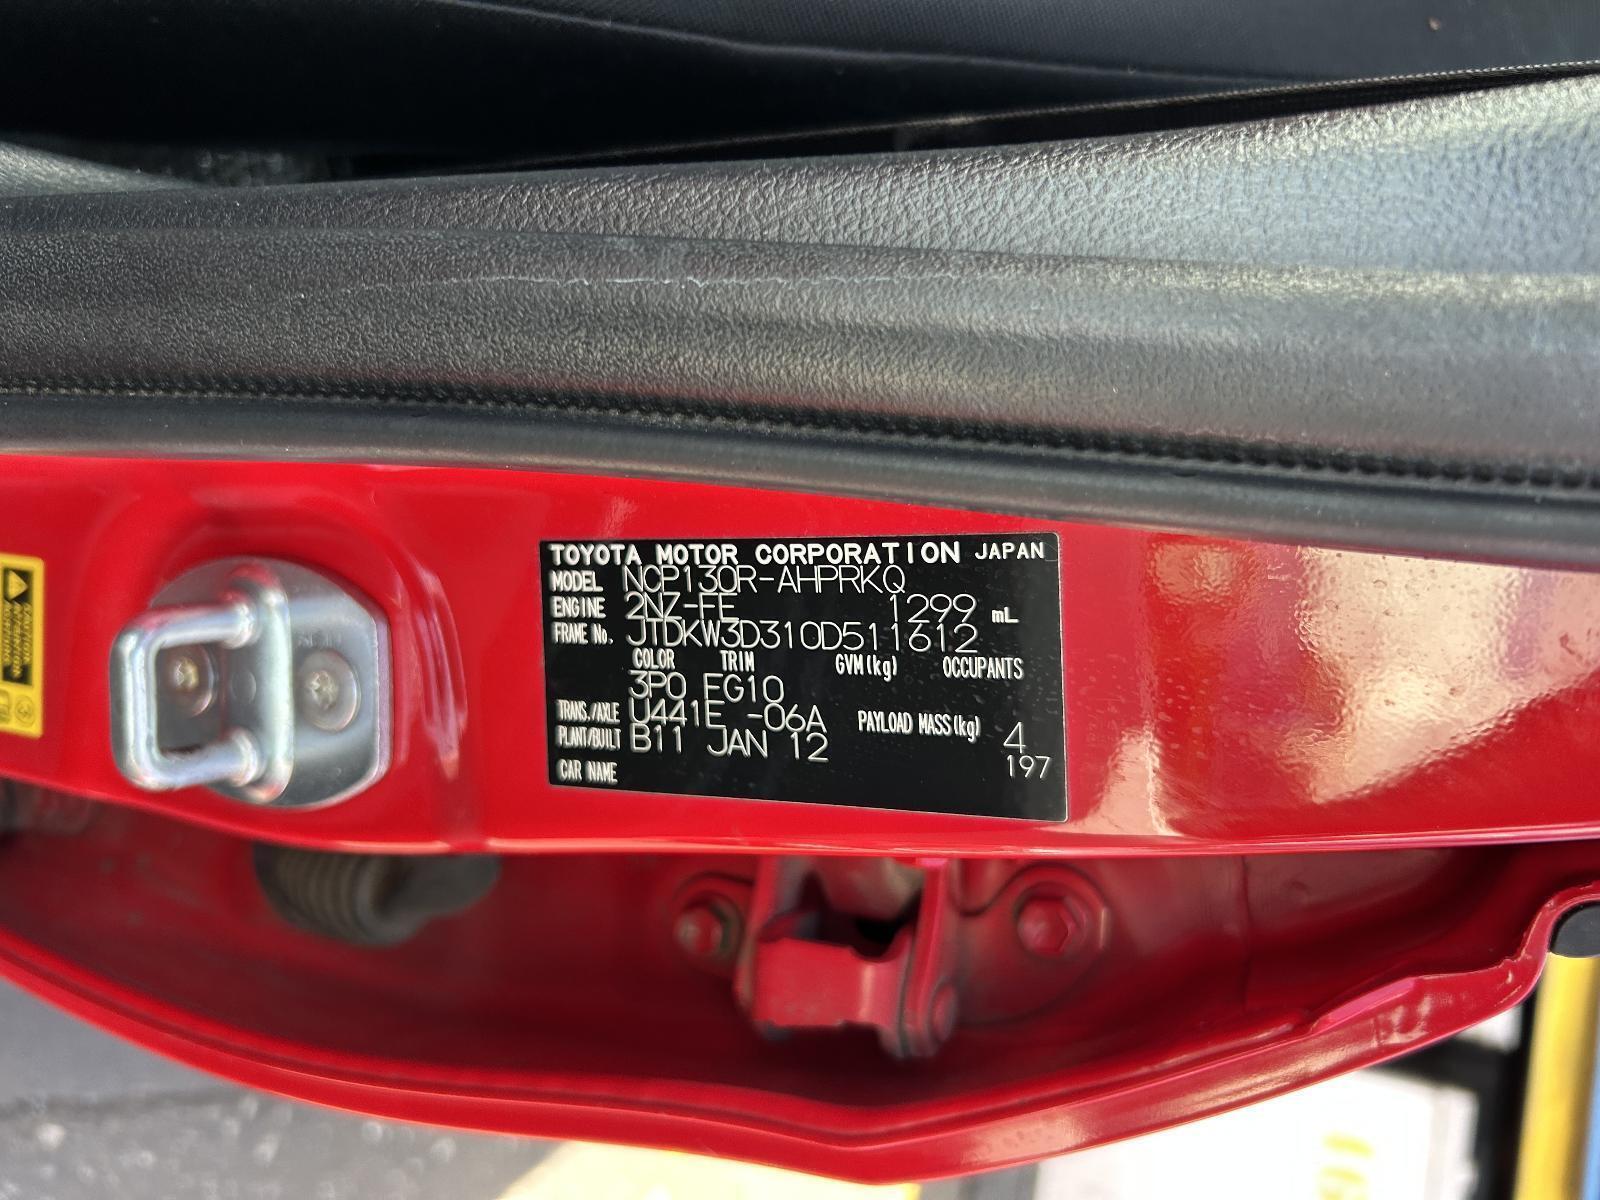 TOYOTA MOTOR CORPORATION JAPAN
MODEL NCP130R-AHPRKQ
ENGINE 2NZ-FE 1299 mL
FRAME No. JTDKW3D310D511612
COLOR TRIM GVM(kg) OCCUPANTS
3P0 EG10
TRANS./AXLE U441E -06A PAYLOAD MASS(kg) 4
PLANT/BUILT B11 JAN 12 197
CAR NAME